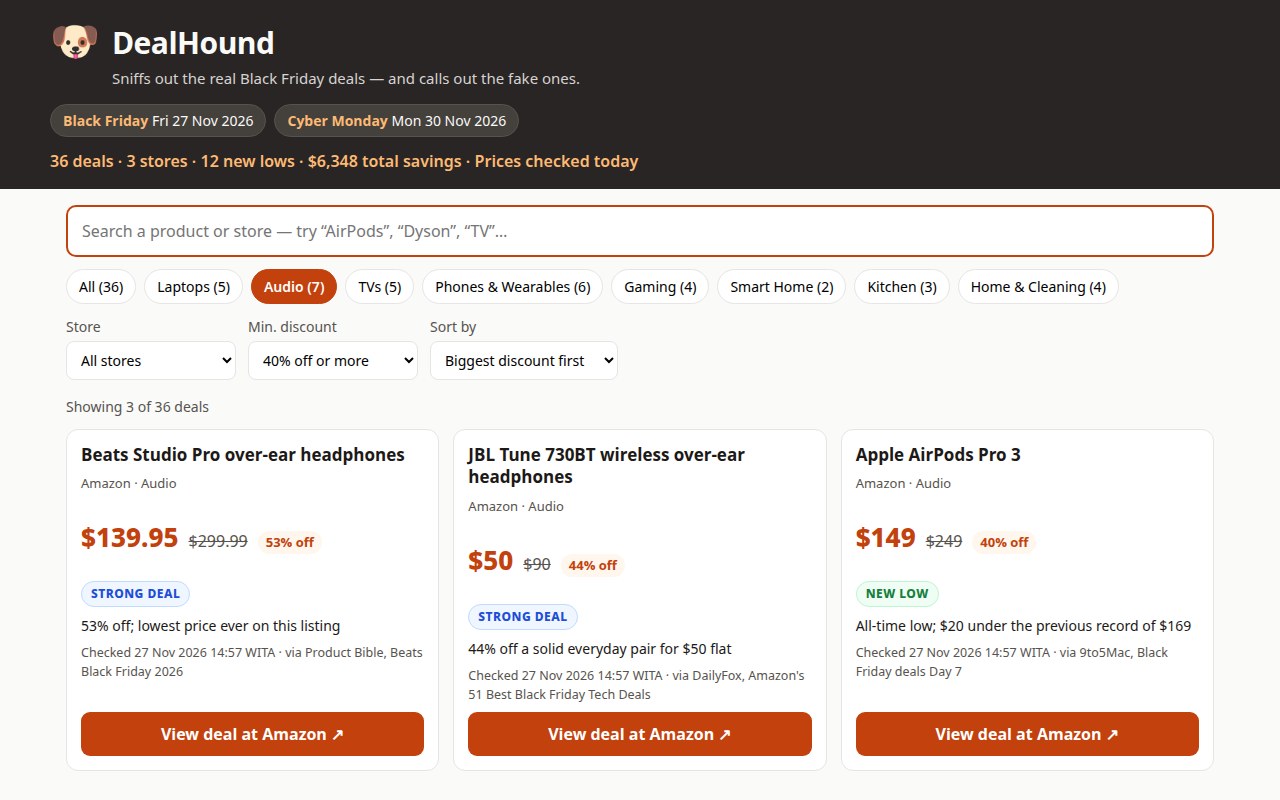 DealHound
Sniffs out the real Black Friday deals — and calls out the fake ones.
Black Friday Fri 27 Nov 2026
Cyber Monday Mon 30 Nov 2026
36 deals · 3 stores · 12 new lows · $6,348 total savings · Prices checked today
Search a product or store — try “AirPods”, “Dyson”, “TV”…
All (36)
Laptops (5)
Audio (7)
TVs (5)
Phones & Wearables (6)
Gaming (4)
Smart Home (2)
Kitchen (3)
Home & Cleaning (4)
Store
Min. discount
Sort by
All stores
40% off or more
Biggest discount first
Showing 3 of 36 deals
Beats Studio Pro over-ear headphones
Amazon · Audio
$139.95 $299.99 53% off
STRONG DEAL
53% off; lowest price ever on this listing
Checked 27 Nov 2026 14:57 WITA · via Product Bible, Beats
Black Friday 2026
View deal at Amazon ↗
JBL Tune 730BT wireless over-ear
headphones
Amazon · Audio
$50 $90 44% off
STRONG DEAL
44% off a solid everyday pair for $50 flat
Checked 27 Nov 2026 14:57 WITA · via DailyFox, Amazon's
51 Best Black Friday Tech Deals
View deal at Amazon ↗
Apple AirPods Pro 3
Amazon · Audio
$149 $249 40% off
NEW LOW
All-time low; $20 under the previous record of $169
Checked 27 Nov 2026 14:57 WITA · via 9to5Mac, Black
Friday deals Day 7
View deal at Amazon ↗